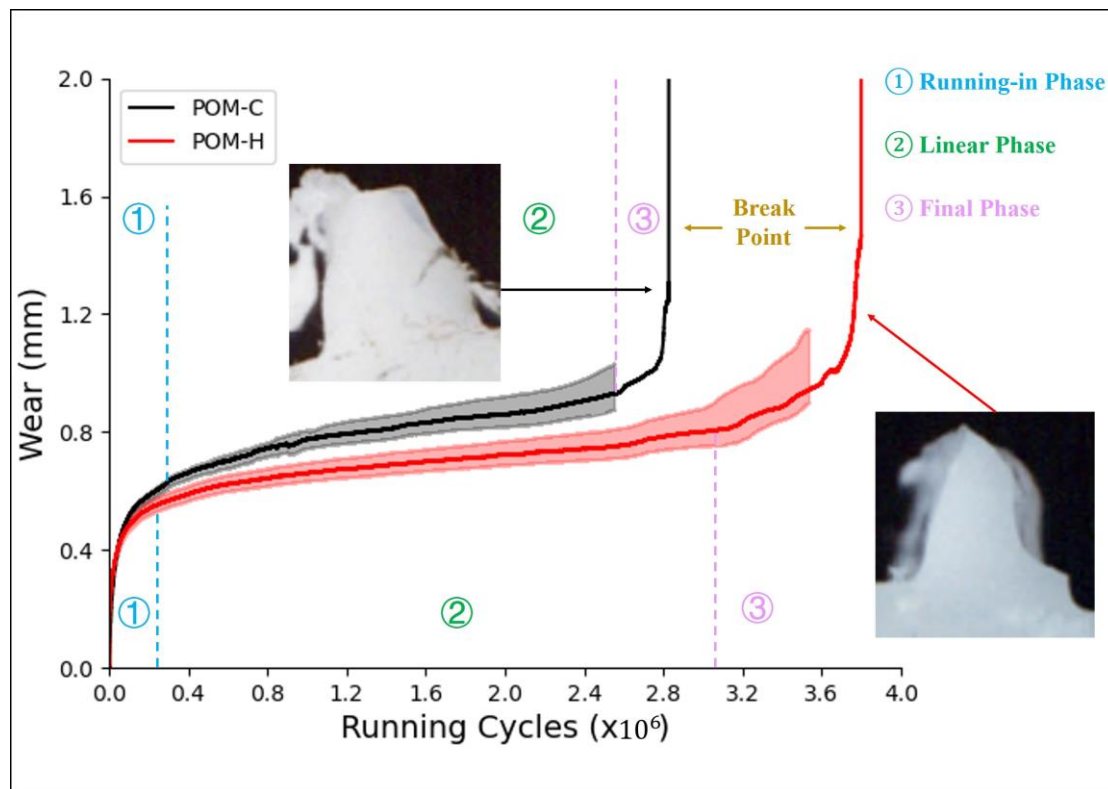 2.0
1.6
1.2
0.8
0.4
0.0
Wear (mm)
POM-C
POM-H
①
②
③
Break
Point
① Running-in Phase
② Linear Phase
③ Final Phase
①
②
③
0.0 0.4 0.8 1.2 1.6 2.0 2.4 2.8 3.2 3.6 4.0
Running Cycles (x10⁶)